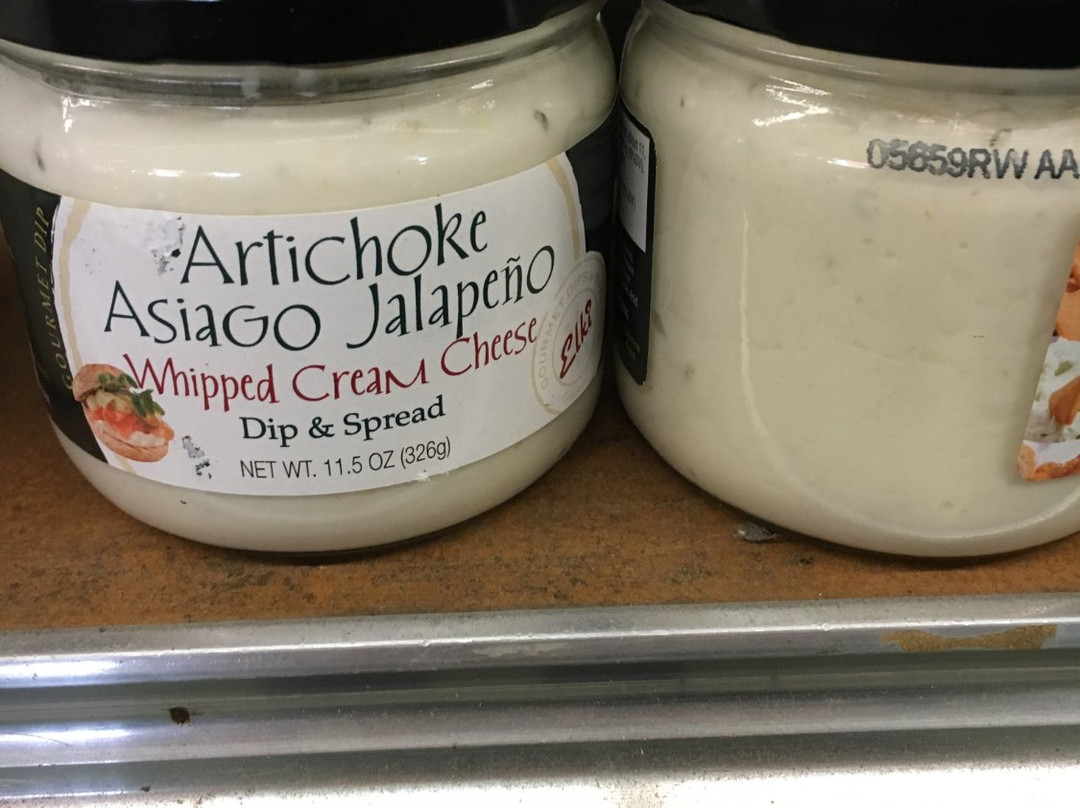 GOURMET DIP
Artichoke
Asiago Jalapeño
Whipped Cream Cheese
Dip & Spread
NET WT. 11.5 OZ (326g)
GOURMET
Elki
05659RW AA